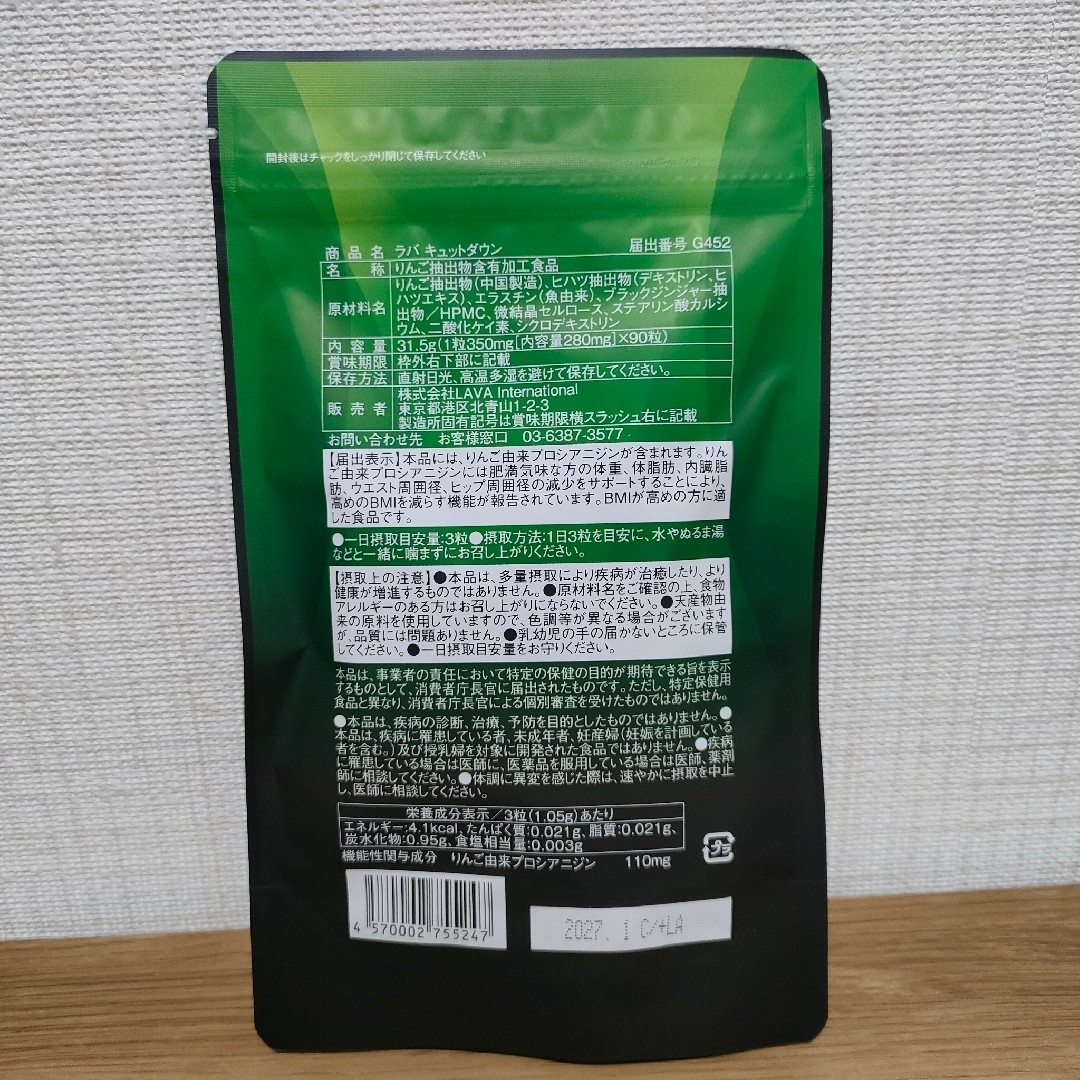 開封後はチャックをしっかり閉じて保存してください
商品名 ラバ キュットダウン 届出番号 G452
名称 りんご抽出物含有加工食品
原材料名 りんご抽出物(中国製造)、ヒハツ抽出物(デキストリン、ヒ
ハツエキス)、エラスチン(魚由来)、ブラックジンジャー抽
出物/HPMC、微結晶セルロース、ステアリン酸カルシ
ウム、二酸化ケイ素、シクロデキストリン
内容量 31.5g(1粒350mg[内容量280mg]×90粒)
賞味期限 枠外右下部に記載
保存方法 直射日光、高温多湿を避けて保存してください。
販売者 株式会社LAVA International
東京都港区北青山1-2-3
製造所固有記号は賞味期限横スラッシュ右に記載
お問い合わせ先 お客様窓口 03-6387-3577
【届出表示】本品には、りんご由来プロシアニジンが含まれます。りん
ご由来プロシアニジンには肥満気味な方の体重、体脂肪、内臓脂
肪、ウエスト周囲径、ヒップ周囲径の減少をサポートすることにより、
高めのBMIを減らす機能が報告されています。BMIが高めの方に適
した食品です。
●一日摂取目安量:3粒●摂取方法:1日3粒を目安に、水やぬるま湯
などと一緒に噛まずにお召し上がりください。
【摂取上の注意】●本品は、多量摂取により疾病が治癒したり、より
健康が増進するものではありません。●原材料名をご確認の上、食物
アレルギーのある方はお召し上がりにならないでください。●天産物由
来の原料を使用していますので、色調等が異なる場合がございます
が、品質には問題ありません。●乳幼児の手の届かないところに保管
してください。●一日摂取目安量をお守りください。
本品は、事業者の責任において特定の保健の目的が期待できる旨を表示
するものとして、消費者庁長官に届出されたものです。ただし、特定保健用
食品と異なり、消費者庁長官による個別審査を受けたものではありません。
●本品は、疾病の診断、治療、予防を目的としたものではありません。●
本品は、疾病に罹患している者、未成年者、妊産婦(妊娠を計画している
者を含む。)及び授乳婦を対象に開発された食品ではありません。●疾病
に罹患している場合は医師に、医薬品を服用している場合は医師、薬剤
師に相談してください。●体調に異変を感じた際は、速やかに摂取を中止
し、医師に相談してください。
栄養成分表示/3粒(1.05g)あたり
エネルギー:4.1kcal、たんぱく質:0.021g、脂質:0.021g、
炭水化物:0.95g、食塩相当量:0.003g
機能性関与成分 りんご由来プロシアニジン 110mg
プラ
4 570002 755247
2027. 1 C/+LA